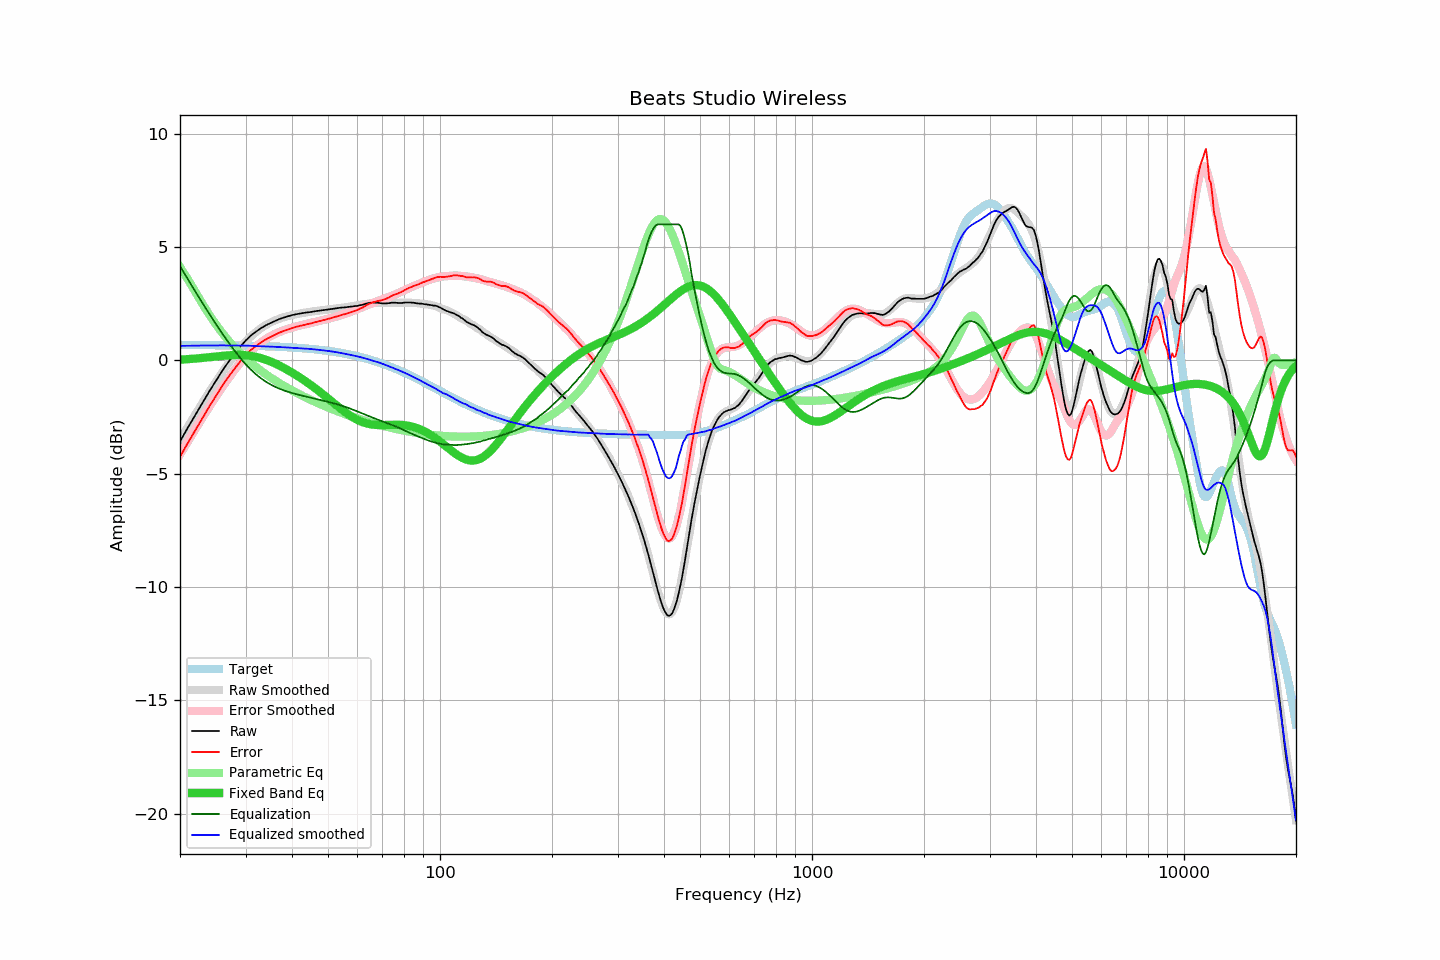 Beats Studio Wireless
10
5
0
−5
−10
−15
−20
Amplitude (dBr)
Target
Raw Smoothed
Error Smoothed
Raw
Error
Parametric Eq
Fixed Band Eq
Equalization
Equalized smoothed
100
1000
10000
Frequency (Hz)